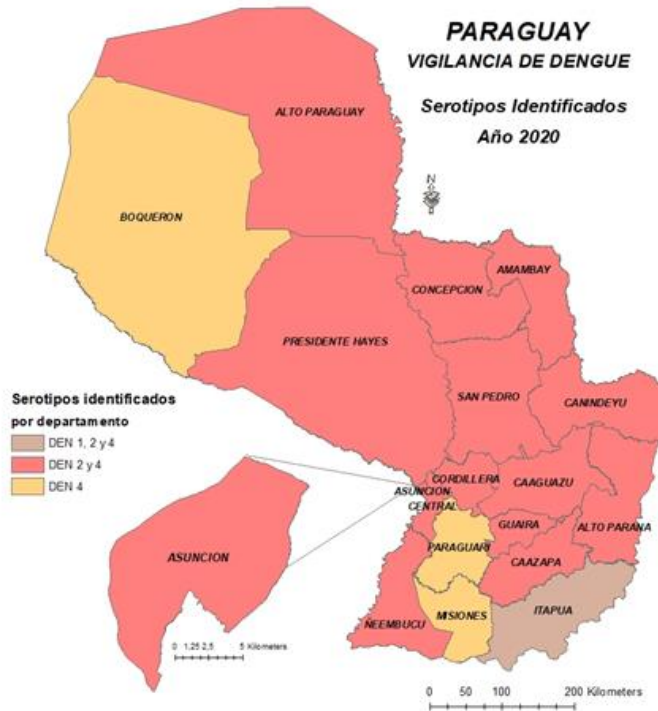 PARAGUAY
VIGILANCIA DE DENGUE
Serotipos Identificados
Año 2020
N
ALTO PARAGUAY
BOQUERON
CONCEPCION
AMAMBAY
PRESIDENTE HAYES
SAN PEDRO
CANINDEYU
Serotipos identificados
por departamento
DEN 1, 2 y 4
DEN 2 y 4
DEN 4
CORDILLERA
ASUNCION
CENTRAL
CAAGUAZU
GUAIRA
ALTO PARANA
PARAGUARI
CAAZAPA
ASUNCION
MISIONES
ITAPUA
ÑEEMBUCU
0 1,25 2,5 5 Kilometers
0 50 100 200 Kilometers